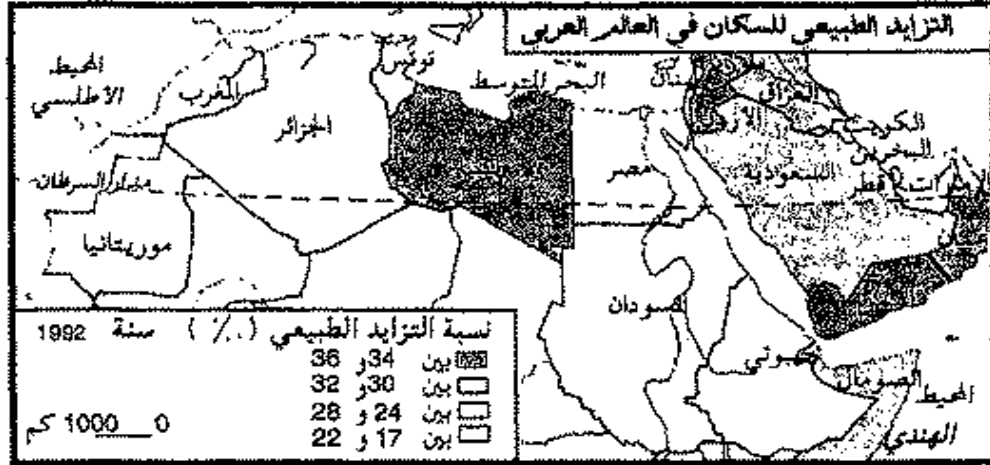 التزايد الطبيعي للسكان في العالم العربي
المحيط
الأطلسي
المغرب
تونس
البحر المتوسط
الجزائر
العراق
الكويت
البحرين
قطر
السعودية
مصر
مدار السرطان
موريتانيا
السودان
جيبوتي
الصومال
المحيط
الهندي
نسبة التزايد الطبيعي (٪) سنة 1992
بين 34 و 36
بين 30 و 32
بين 24 و 28
بين 17 و 22
0 1000 كم